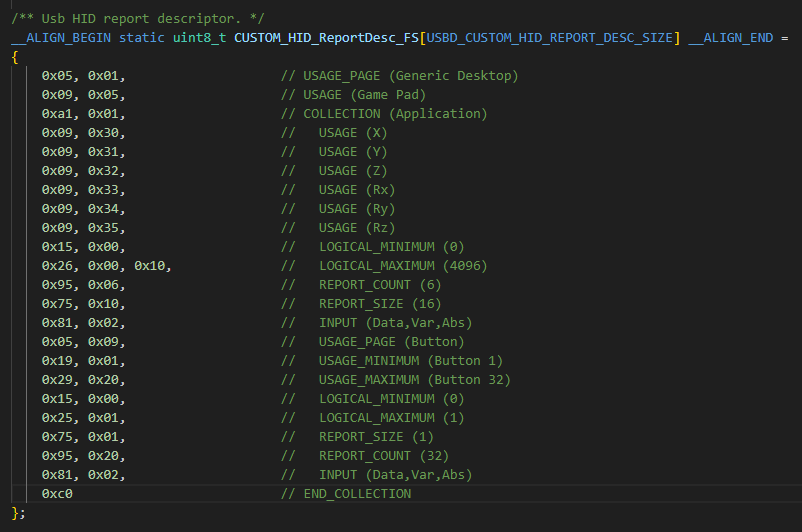 /** Usb HID report descriptor. */
__ALIGN_BEGIN static uint8_t CUSTOM_HID_ReportDesc_FS[USBD_CUSTOM_HID_REPORT_DESC_SIZE] __ALIGN_END =
{
    0x05, 0x01,                    // USAGE_PAGE (Generic Desktop)
    0x09, 0x05,                    // USAGE (Game Pad)
    0xa1, 0x01,                    // COLLECTION (Application)
    0x09, 0x30,                    //   USAGE (X)
    0x09, 0x31,                    //   USAGE (Y)
    0x09, 0x32,                    //   USAGE (Z)
    0x09, 0x33,                    //   USAGE (Rx)
    0x09, 0x34,                    //   USAGE (Ry)
    0x09, 0x35,                    //   USAGE (Rz)
    0x15, 0x00,                    //   LOGICAL_MINIMUM (0)
    0x26, 0x00, 0x10,              //   LOGICAL_MAXIMUM (4096)
    0x95, 0x06,                    //   REPORT_COUNT (6)
    0x75, 0x10,                    //   REPORT_SIZE (16)
    0x81, 0x02,                    //   INPUT (Data,Var,Abs)
    0x05, 0x09,                    //   USAGE_PAGE (Button)
    0x19, 0x01,                    //   USAGE_MINIMUM (Button 1)
    0x29, 0x20,                    //   USAGE_MAXIMUM (Button 32)
    0x15, 0x00,                    //   LOGICAL_MINIMUM (0)
    0x25, 0x01,                    //   LOGICAL_MAXIMUM (1)
    0x75, 0x01,                    //   REPORT_SIZE (1)
    0x95, 0x20,                    //   REPORT_COUNT (32)
    0x81, 0x02,                    //   INPUT (Data,Var,Abs)
    0xc0                           // END_COLLECTION
};